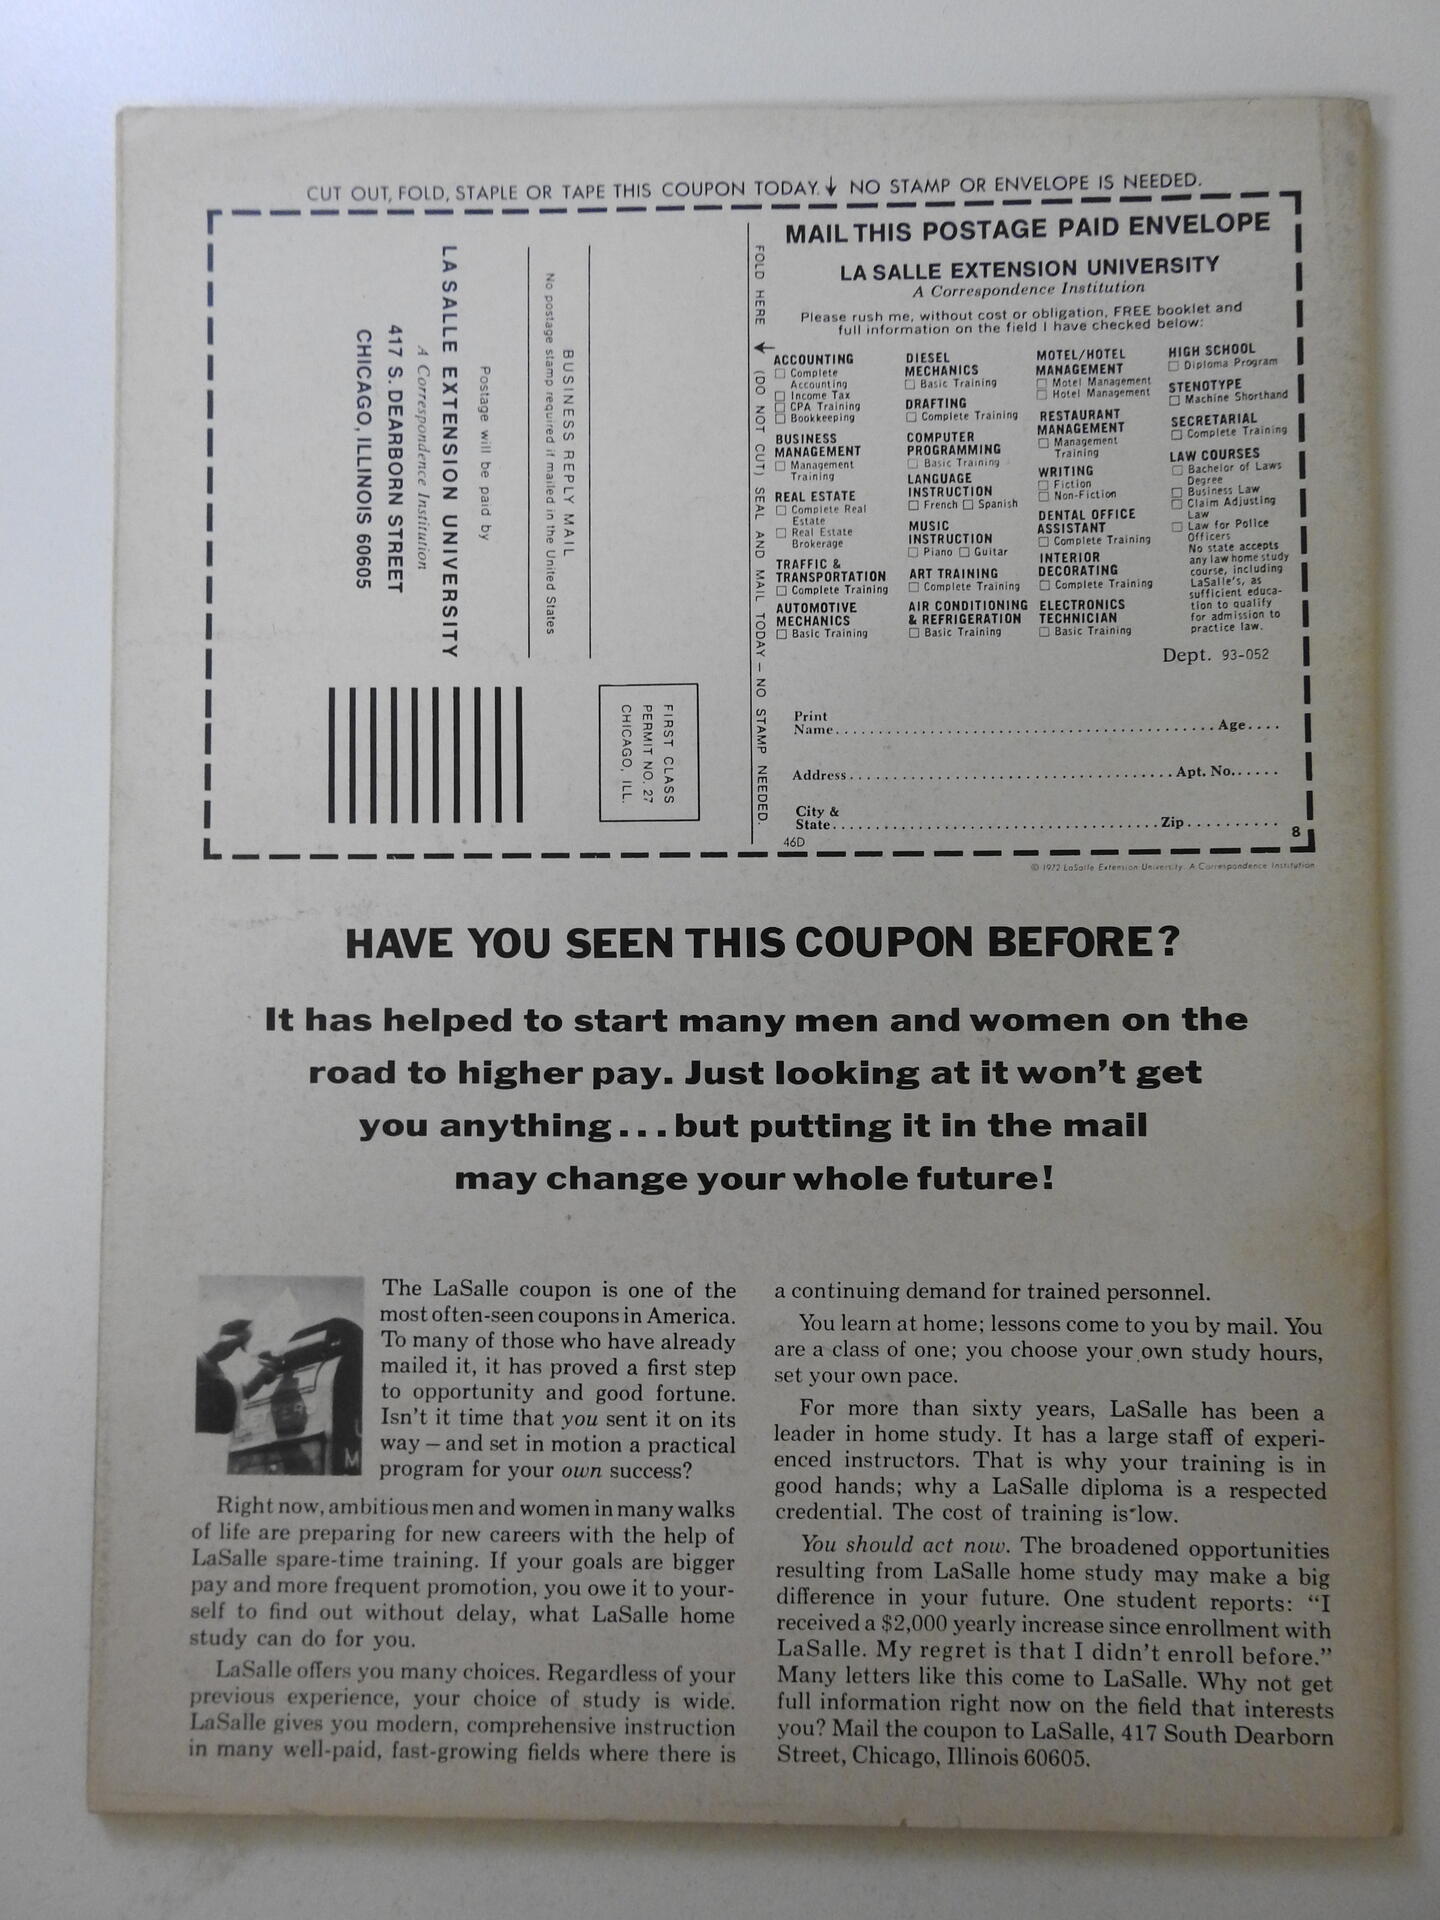 CUT OUT, FOLD, STAPLE OR TAPE THIS COUPON TODAY. ↓ NO STAMP OR ENVELOPE IS NEEDED.
BUSINESS REPLY MAIL
No postage stamp required if mailed in the United States
Postage will be paid by
LA SALLE EXTENSION UNIVERSITY
A Correspondence Institution
417 S. DEARBORN STREET
CHICAGO, ILLINOIS 60605
FIRST CLASS
PERMIT NO. 27
CHICAGO, ILL.
FOLD HERE ← (DO NOT CUT) SEAL AND MAIL TODAY — NO STAMP NEEDED.
MAIL THIS POSTAGE PAID ENVELOPE
LA SALLE EXTENSION UNIVERSITY
A Correspondence Institution
Please rush me, without cost or obligation, FREE booklet and
full information on the field I have checked below:
ACCOUNTING
☐ Complete
Accounting
☐ Income Tax
☐ CPA Training
☐ Bookkeeping
BUSINESS
MANAGEMENT
☐ Management
Training
REAL ESTATE
☐ Complete Real
Estate
☐ Real Estate
Brokerage
TRAFFIC &
TRANSPORTATION
☐ Complete Training
AUTOMOTIVE
MECHANICS
☐ Basic Training
DIESEL
MECHANICS
☐ Basic Training
DRAFTING
☐ Complete Training
COMPUTER
PROGRAMMING
☐ Basic Training
LANGUAGE
INSTRUCTION
☐ French ☐ Spanish
MUSIC
INSTRUCTION
☐ Piano ☐ Guitar
ART TRAINING
☐ Complete Training
AIR CONDITIONING
& REFRIGERATION
☐ Basic Training
MOTEL/HOTEL
MANAGEMENT
☐ Motel Management
☐ Hotel Management
RESTAURANT
MANAGEMENT
☐ Management
Training
WRITING
☐ Fiction
☐ Non-Fiction
DENTAL OFFICE
ASSISTANT
☐ Complete Training
INTERIOR
DECORATING
☐ Complete Training
ELECTRONICS
TECHNICIAN
☐ Basic Training
HIGH SCHOOL
☐ Diploma Program
STENOTYPE
☐ Machine Shorthand
SECRETARIAL
☐ Complete Training
LAW COURSES
☐ Bachelor of Laws
Degree
☐ Business Law
☐ Claim Adjusting
Law
☐ Law for Police
Officers
No state accepts
any law home study
course, including
LaSalle's, as
sufficient educa-
tion to qualify
for admission to
practice law.
Dept. 93-052
Print
Name........................................Age....
Address..................................Apt. No......
City &
State..................................Zip..........
46D
8
© 1972 LaSalle Extension University. A Correspondence Institution
HAVE YOU SEEN THIS COUPON BEFORE?
It has helped to start many men and women on the
road to higher pay. Just looking at it won't get
you anything...but putting it in the mail
may change your whole future!
The LaSalle coupon is one of the
most often-seen coupons in America.
To many of those who have already
mailed it, it has proved a first step
to opportunity and good fortune.
Isn't it time that you sent it on its
way — and set in motion a practical
program for your own success?
Right now, ambitious men and women in many walks
of life are preparing for new careers with the help of
LaSalle spare-time training. If your goals are bigger
pay and more frequent promotion, you owe it to your-
self to find out without delay, what LaSalle home
study can do for you.
LaSalle offers you many choices. Regardless of your
previous experience, your choice of study is wide.
LaSalle gives you modern, comprehensive instruction
in many well-paid, fast-growing fields where there is
a continuing demand for trained personnel.
You learn at home; lessons come to you by mail. You
are a class of one; you choose your own study hours,
set your own pace.
For more than sixty years, LaSalle has been a
leader in home study. It has a large staff of experi-
enced instructors. That is why your training is in
good hands; why a LaSalle diploma is a respected
credential. The cost of training is low.
You should act now. The broadened opportunities
resulting from LaSalle home study may make a big
difference in your future. One student reports: "I
received a $2,000 yearly increase since enrollment with
LaSalle. My regret is that I didn't enroll before."
Many letters like this come to LaSalle. Why not get
full information right now on the field that interests
you? Mail the coupon to LaSalle, 417 South Dearborn
Street, Chicago, Illinois 60605.